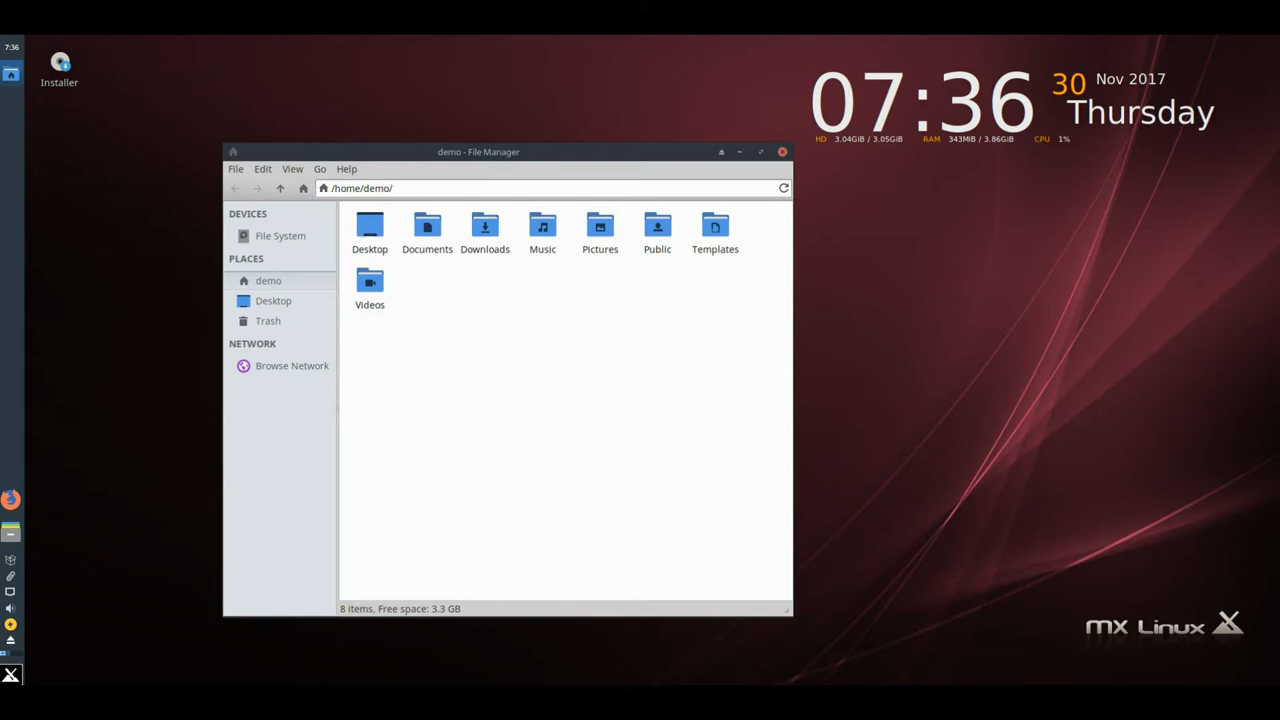 7:36
Installer
07:36
30
Nov 2017
Thursday
HD 3.04GiB / 3.05GiB RAM 343MiB / 3.86GiB CPU 1%
demo - File Manager
File Edit View Go Help
/home/demo/
DEVICES
File System
PLACES
demo
Desktop
Trash
NETWORK
Browse Network
Desktop Documents Downloads Music Pictures Public Templates
Videos
8 items, Free space: 3.3 GB
mx Linux